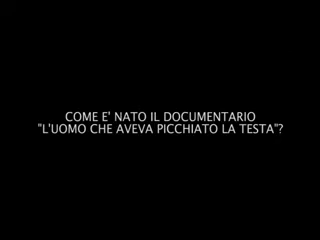 COME E' NATO IL DOCUMENTARIO
"L'UOMO CHE AVEVA PICCHIATO LA TESTA"?